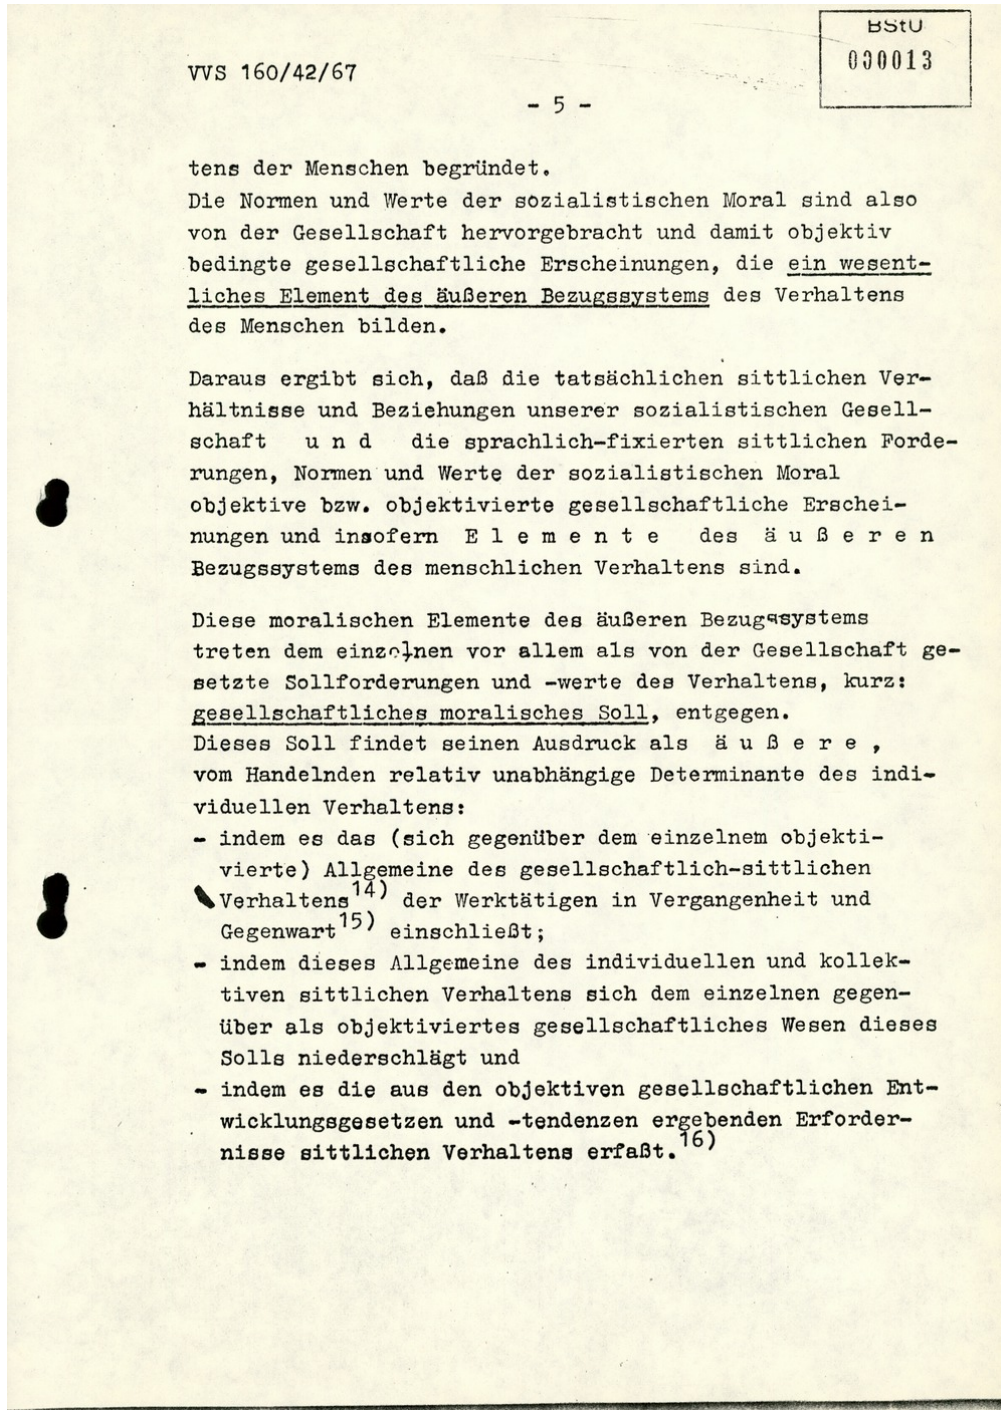 BStU
000013
VVS 160/42/67
- 5 -
tens der Menschen begründet.
Die Normen und Werte der sozialistischen Moral sind also
von der Gesellschaft hervorgebracht und damit objektiv
bedingte gesellschaftliche Erscheinungen, die ein wesent-
liches Element des äußeren Bezugssystems des Verhaltens
des Menschen bilden.
Daraus ergibt sich, daß die tatsächlichen sittlichen Ver-
hältnisse und Beziehungen unserer sozialistischen Gesell-
schaft u n d die sprachlich-fixierten sittlichen Forde-
rungen, Normen und Werte der sozialistischen Moral
objektive bzw. objektivierte gesellschaftliche Erschei-
nungen und insofern E l e m e n t e des ä u ß e r e n
Bezugssystems des menschlichen Verhaltens sind.
Diese moralischen Elemente des äußeren Bezugssystems
treten dem einzelnen vor allem als von der Gesellschaft ge-
setzte Sollforderungen und -werte des Verhaltens, kurz:
gesellschaftliches moralisches Soll, entgegen.
Dieses Soll findet seinen Ausdruck als ä u ß e r e ,
vom Handelnden relativ unabhängige Determinante des indi-
viduellen Verhaltens:
- indem es das (sich gegenüber dem einzelnem objekti-
vierte) Allgemeine des gesellschaftlich-sittlichen
Verhaltens14) der Werktätigen in Vergangenheit und
Gegenwart15) einschließt;
- indem dieses Allgemeine des individuellen und kollek-
tiven sittlichen Verhaltens sich dem einzelnen gegen-
über als objektiviertes gesellschaftliches Wesen dieses
Solls niederschlägt und
- indem es die aus den objektiven gesellschaftlichen Ent-
wicklungsgesetzen und -tendenzen ergebenden Erforder-
nisse sittlichen Verhaltens erfaßt.16)